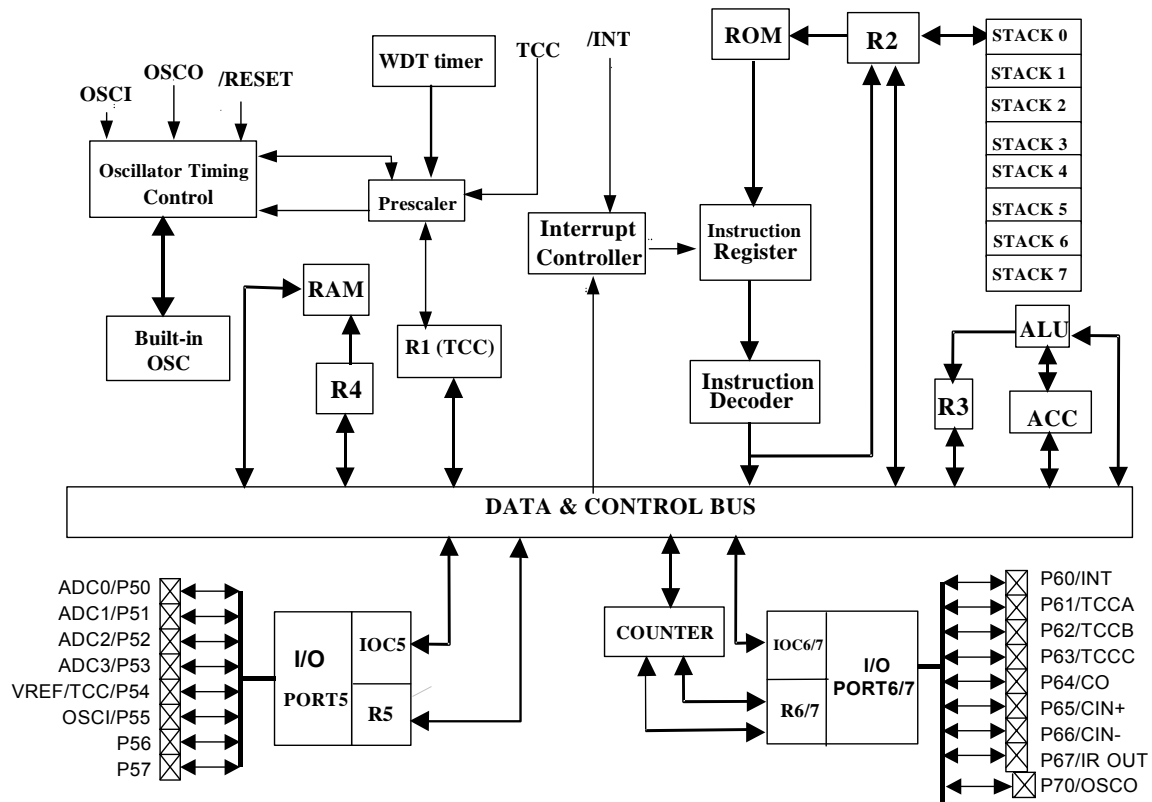 /INT
TCC
ROM
R2
STACK 0
STACK 1
STACK 2
STACK 3
STACK 4
STACK 5
STACK 6
STACK 7
WDT timer
OSCO
/RESET
OSCI
Oscillator Timing
Control
Prescaler
Interrupt
Controller
Instruction
Register
RAM
Built-in
OSC
R1 (TCC)
R4
Instruction
Decoder
ALU
R3
ACC
DATA & CONTROL BUS
ADC0/P50
ADC1/P51
ADC2/P52
ADC3/P53
VREF/TCC/P54
OSCI/P55
P56
P57
I/O
PORT5
IOC5
R5
COUNTER
IOC6/7
R6/7
I/O
PORT6/7
P60/INT
P61/TCCA
P62/TCCB
P63/TCCC
P64/CO
P65/CIN+
P66/CIN-
P67/IR OUT
P70/OSCO